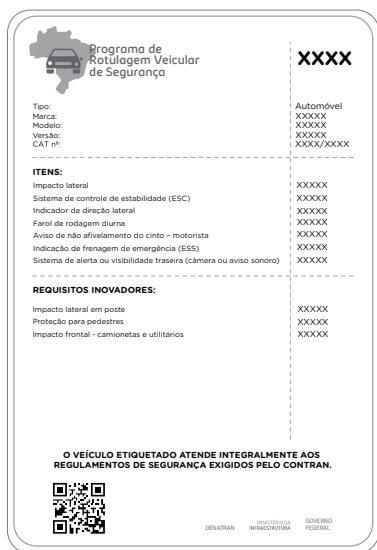 Programa de
Rotulagem Veicular
de Segurança
XXXX
Tipo: Automóvel
Marca: XXXXX
Modelo: XXXXX
Versão: XXXXX
CAT nº: XXXX/XXXX
ITENS:
Impacto lateral XXXXX
Sistema de controle de estabilidade (ESC) XXXXX
Indicador de direção lateral XXXXX
Farol de rodagem diurna XXXXX
Aviso de não afivelamento do cinto – motorista XXXXX
Indicação de frenagem de emergência (ESS) XXXXX
Sistema de alerta ou visibilidade traseira (câmera ou aviso sonoro) XXXXX
REQUISITOS INOVADORES:
Impacto lateral em poste XXXXX
Proteção para pedestres XXXXX
Impacto frontal - camionetas e utilitários XXXXX
O VEÍCULO ETIQUETADO ATENDE INTEGRALMENTE AOS
REGULAMENTOS DE SEGURANÇA EXIGIDOS PELO CONTRAN.
DENATRAN
MINISTÉRIO DA
INFRAESTRUTURA
GOVERNO
FEDERAL